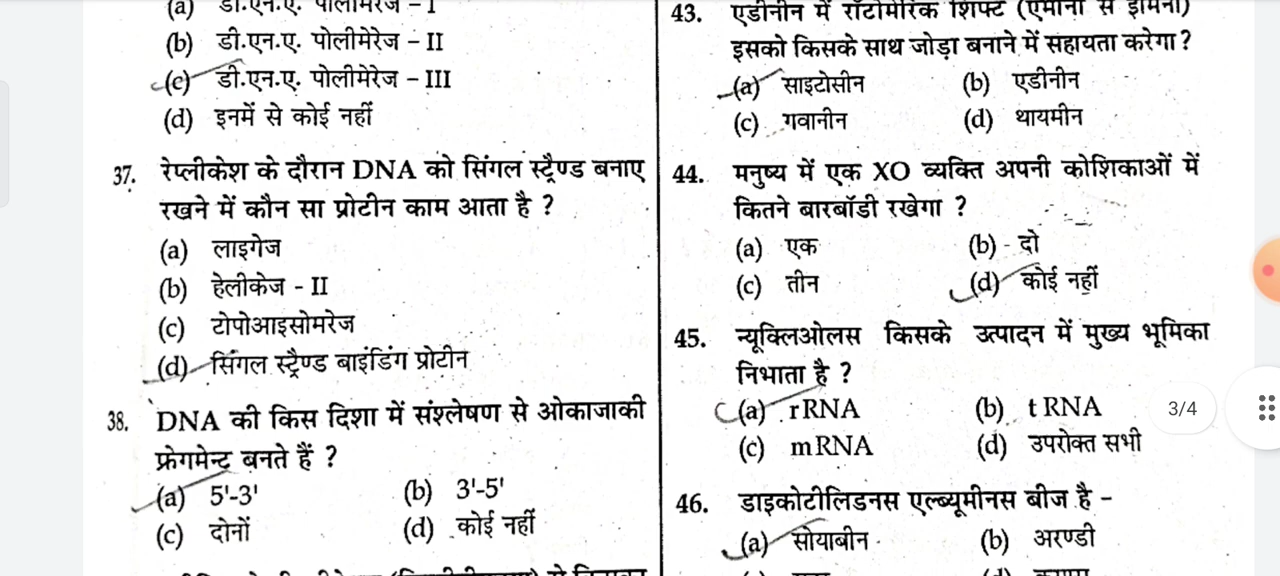 (a) डी.एन.ए. पोलीमेरेज – I
(b) डी.एन.ए. पोलीमेरेज – II
(c) डी.एन.ए. पोलीमेरेज – III
(d) इनमें से कोई नहीं
37. रेप्लीकेश के दौरान DNA को सिंगल स्ट्रैण्ड बनाए
रखने में कौन सा प्रोटीन काम आता है ?
(a) लाइगेज
(b) हेलीकेज - II
(c) टोपोआइसोमरेज
(d) सिंगल स्ट्रैण्ड बाइंडिंग प्रोटीन
38. DNA की किस दिशा में संश्लेषण से ओकाजाकी
फ्रेगमेन्ट बनते हैं ?
(a) 5'-3' (b) 3'-5'
(c) दोनों (d) कोई नहीं
43. एडीनीन में रॉटोमेरिक शिफ्ट (एमीनो से इमिनो)
इसको किसके साथ जोड़ा बनाने में सहायता करेगा ?
(a) साइटोसीन (b) एडीनीन
(c) गवानीन (d) थायमीन
44. मनुष्य में एक XO व्यक्ति अपनी कोशिकाओं में
कितने बारबॉडी रखेगा ?
(a) एक (b) दो
(c) तीन (d) कोई नहीं
45. न्यूक्लिओलस किसके उत्पादन में मुख्य भूमिका
निभाता है ?
(a) rRNA (b) tRNA
(c) mRNA (d) उपरोक्त सभी
46. डाइकोटीलिडनस एल्ब्यूमीनस बीज है –
(a) सोयाबीन (b) अरण्डी
3/4